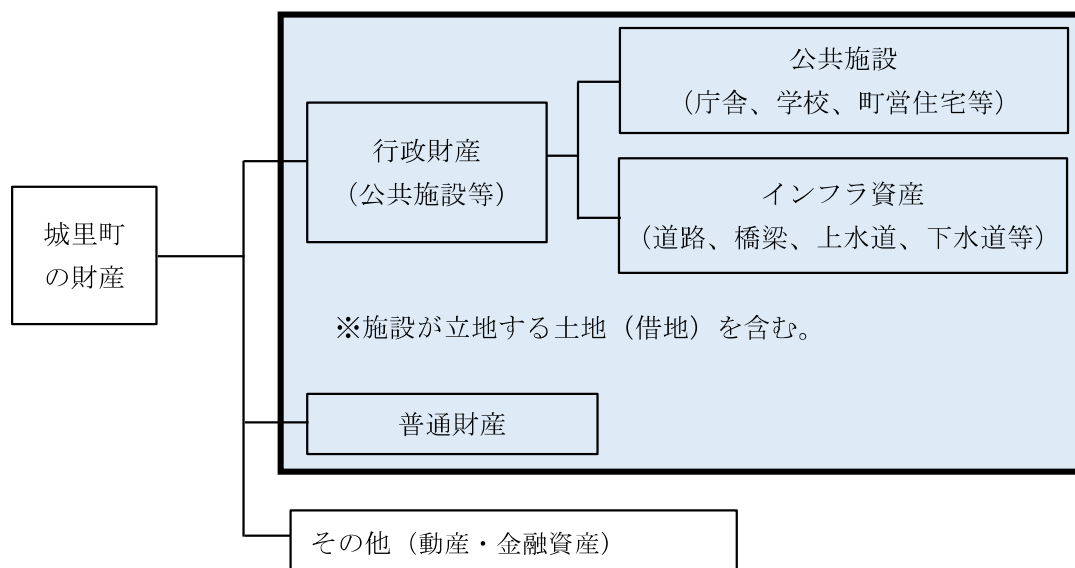 城里町
の財産
行政財産
（公共施設等）
公共施設
（庁舎、学校、町営住宅等）
インフラ資産
（道路、橋梁、上水道、下水道等）
※施設が立地する土地（借地）を含む。
普通財産
その他（動産・金融資産）